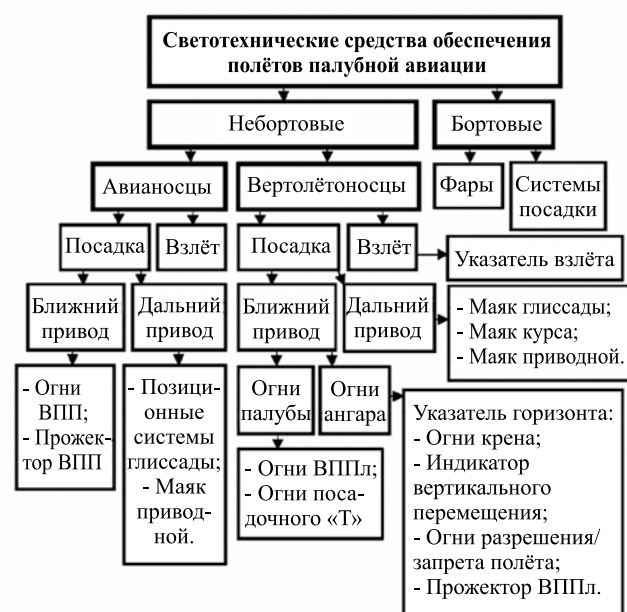 Светотехнические средства обеспечения
полётов палубной авиации
Небортовые
Бортовые
Авианосцы
Вертолётоносцы
Фары
Системы
посадки
Посадка
Взлёт
Посадка
Взлёт
Указатель взлёта
Ближний
привод
Дальний
привод
Ближний
привод
Дальний
привод
- Маяк глиссады;
- Маяк курса;
- Маяк приводной.
- Огни
ВПП;
- Прожек-
тор ВПП
- Позици-
онные
системы
глиссады;
- Маяк
привод-
ной.
Огни
палубы
Огни
ангара
- Огни ВППл;
- Огни поса-
дочного «Т»
Указатель горизонта:
- Огни крена;
- Индикатор
вертикального
перемещения;
- Огни разрешения/
запрета полёта;
- Прожектор ВППл.